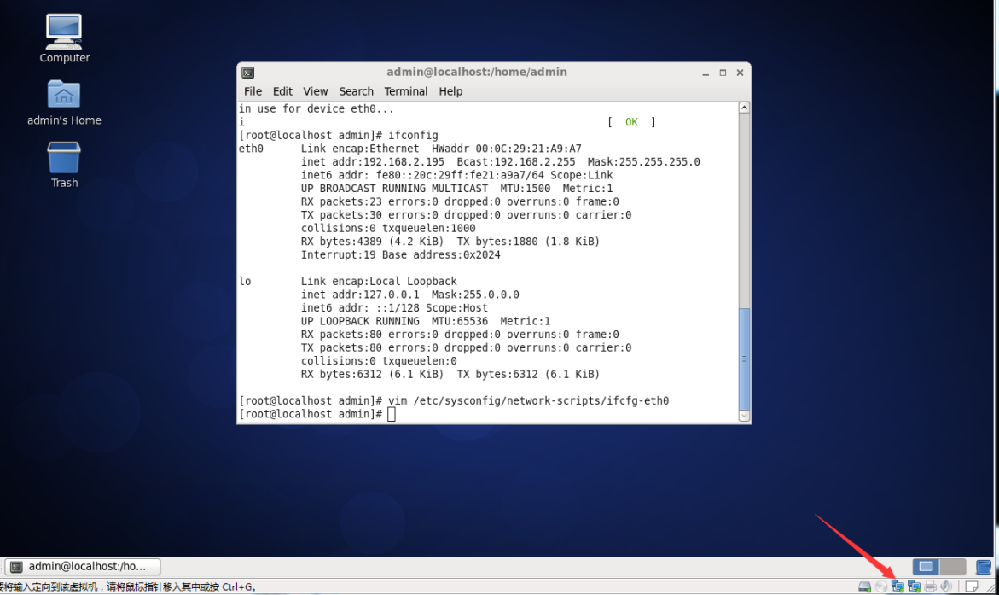 Computer
admin's Home
Trash
admin@localhost:/home/admin
File Edit View Search Terminal Help
in use for device eth0...
i [ OK ]
[root@localhost admin]# ifconfig
eth0 Link encap:Ethernet HWaddr 00:0C:29:21:A9:A7
inet addr:192.168.2.195 Bcast:192.168.2.255 Mask:255.255.255.0
inet6 addr: fe80::20c:29ff:fe21:a9a7/64 Scope:Link
UP BROADCAST RUNNING MULTICAST MTU:1500 Metric:1
RX packets:23 errors:0 dropped:0 overruns:0 frame:0
TX packets:30 errors:0 dropped:0 overruns:0 carrier:0
collisions:0 txqueuelen:1000
RX bytes:4389 (4.2 KiB) TX bytes:1880 (1.8 KiB)
Interrupt:19 Base address:0x2024
lo Link encap:Local Loopback
inet addr:127.0.0.1 Mask:255.0.0.0
inet6 addr: ::1/128 Scope:Host
UP LOOPBACK RUNNING MTU:65536 Metric:1
RX packets:80 errors:0 dropped:0 overruns:0 frame:0
TX packets:80 errors:0 dropped:0 overruns:0 carrier:0
collisions:0 txqueuelen:0
RX bytes:6312 (6.1 KiB) TX bytes:6312 (6.1 KiB)
[root@localhost admin]# vim /etc/sysconfig/network-scripts/ifcfg-eth0
[root@localhost admin]#
admin@localhost:/ho...
要将输入定向到该虚拟机，请将鼠标指针移入其中或按 Ctrl+G。